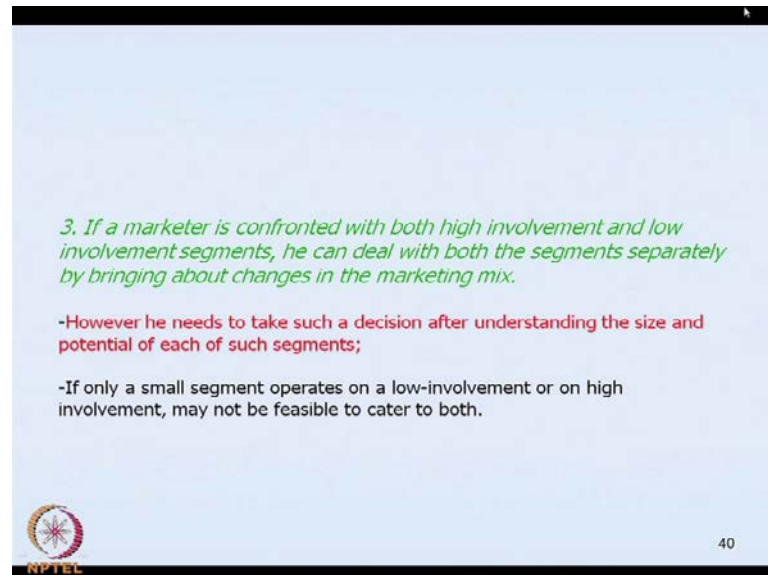 3. If a marketer is confronted with both high involvement and low
involvement segments, he can deal with both the segments separately
by bringing about changes in the marketing mix.
-However he needs to take such a decision after understanding the size and
potential of each of such segments;
-If only a small segment operates on a low-involvement or on high
involvement, may not be feasible to cater to both.
40
NPTEL